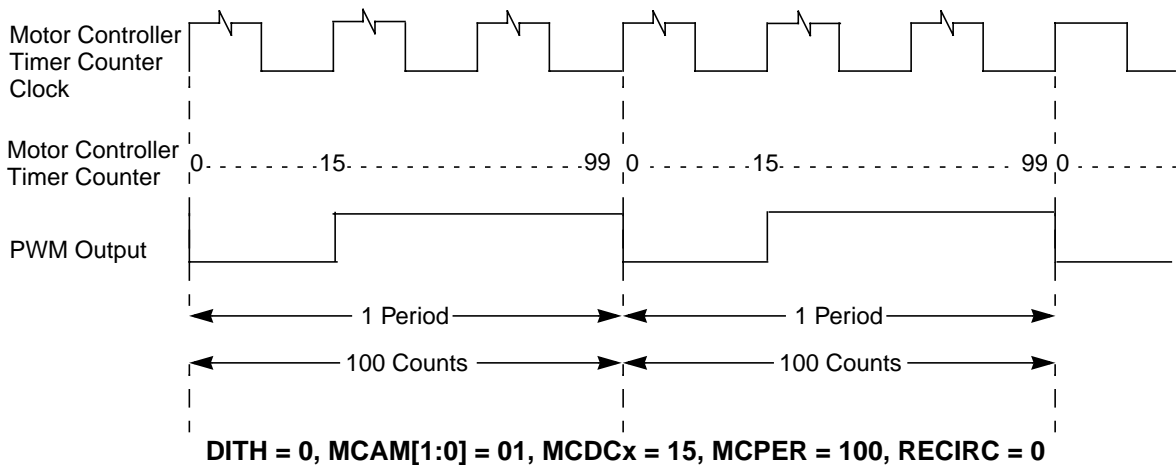 Motor Controller
Timer Counter
Clock
Motor Controller
Timer Counter
0 15 99 0 15 99 0
PWM Output
1 Period 1 Period
100 Counts 100 Counts
DITH = 0, MCAM[1:0] = 01, MCDCx = 15, MCPER = 100, RECIRC = 0